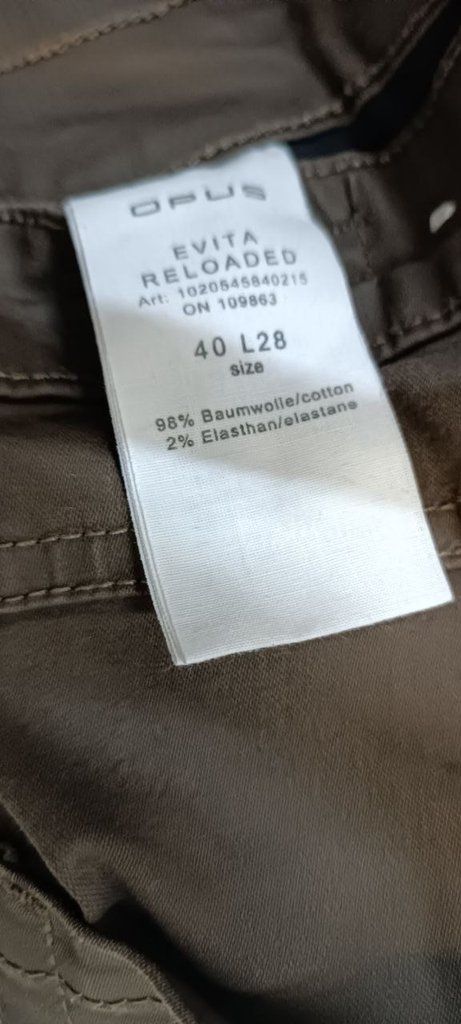 OPUS
EVITA
RELOADED
Art: 1020545840215
ON 109863
40 L28
size
98% Baumwolle/cotton
2% Elasthan/elastane